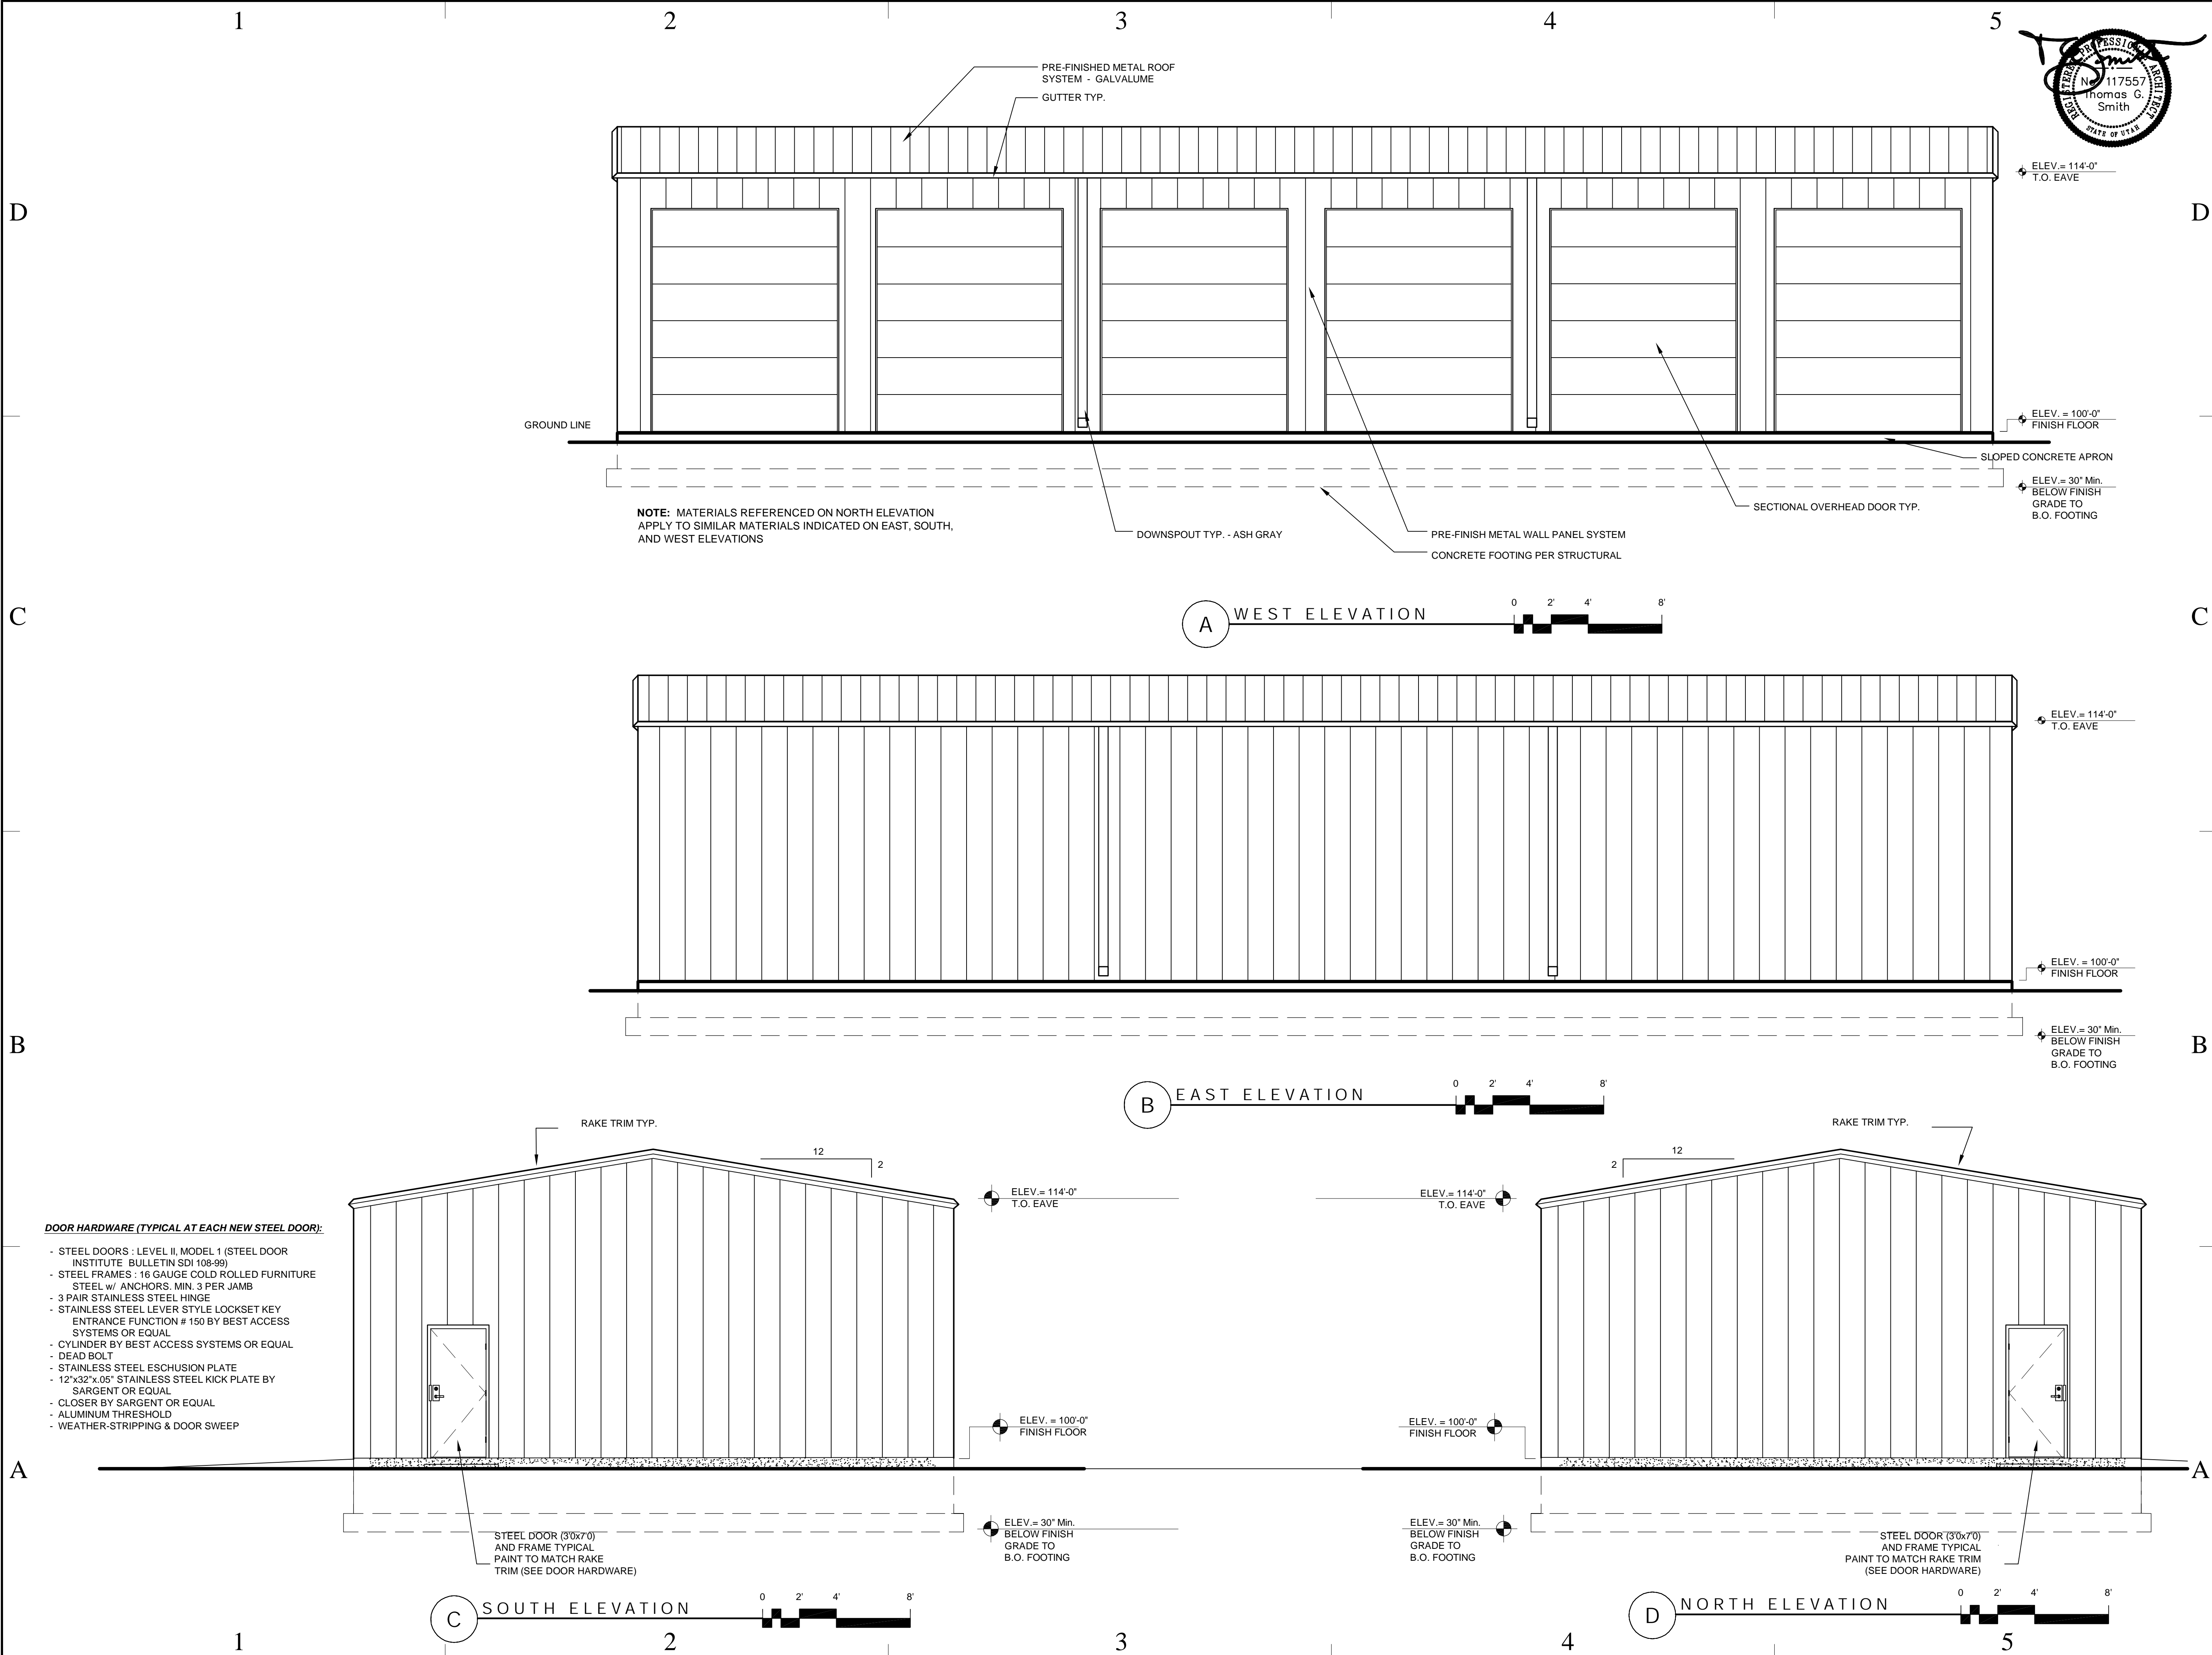 1 2 3 4 5
REGISTERED PROFESSIONAL ARCHITECT
No. 117557
Thomas G.
Smith
STATE OF UTAH
PRE-FINISHED METAL ROOF
SYSTEM - GALVALUME
GUTTER TYP.
ELEV.= 114'-0"
T.O. EAVE
D D
GROUND LINE
ELEV. = 100'-0"
FINISH FLOOR
SLOPED CONCRETE APRON
ELEV.= 30" Min.
BELOW FINISH
GRADE TO
B.O. FOOTING
SECTIONAL OVERHEAD DOOR TYP.
NOTE: MATERIALS REFERENCED ON NORTH ELEVATION
APPLY TO SIMILAR MATERIALS INDICATED ON EAST, SOUTH,
AND WEST ELEVATIONS
DOWNSPOUT TYP. - ASH GRAY
PRE-FINISH METAL WALL PANEL SYSTEM
CONCRETE FOOTING PER STRUCTURAL
C C
A WEST ELEVATION
0 2' 4' 8'
ELEV.= 114'-0"
T.O. EAVE
ELEV. = 100'-0"
FINISH FLOOR
ELEV.= 30" Min.
BELOW FINISH
GRADE TO
B.O. FOOTING
B B
B EAST ELEVATION
0 2' 4' 8'
RAKE TRIM TYP.
12
2
ELEV.= 114'-0"
T.O. EAVE
DOOR HARDWARE (TYPICAL AT EACH NEW STEEL DOOR):
- STEEL DOORS : LEVEL II, MODEL 1 (STEEL DOOR
INSTITUTE BULLETIN SDI 108-99)
- STEEL FRAMES : 16 GAUGE COLD ROLLED FURNITURE
STEEL w/ ANCHORS. MIN. 3 PER JAMB
- 3 PAIR STAINLESS STEEL HINGE
- STAINLESS STEEL LEVER STYLE LOCKSET KEY
ENTRANCE FUNCTION # 150 BY BEST ACCESS
SYSTEMS OR EQUAL
- CYLINDER BY BEST ACCESS SYSTEMS OR EQUAL
- DEAD BOLT
- STAINLESS STEEL ESCHUSION PLATE
- 12"x32"x.05" STAINLESS STEEL KICK PLATE BY
SARGENT OR EQUAL
- CLOSER BY SARGENT OR EQUAL
- ALUMINUM THRESHOLD
- WEATHER-STRIPPING & DOOR SWEEP
ELEV. = 100'-0"
FINISH FLOOR
ELEV.= 30" Min.
BELOW FINISH
GRADE TO
B.O. FOOTING
STEEL DOOR (3'0x7'0)
AND FRAME TYPICAL
PAINT TO MATCH RAKE
TRIM (SEE DOOR HARDWARE)
C SOUTH ELEVATION
0 2' 4' 8'
RAKE TRIM TYP.
12
2
ELEV.= 114'-0"
T.O. EAVE
ELEV. = 100'-0"
FINISH FLOOR
ELEV.= 30" Min.
BELOW FINISH
GRADE TO
B.O. FOOTING
STEEL DOOR (3'0x7'0)
AND FRAME TYPICAL
PAINT TO MATCH RAKE TRIM
(SEE DOOR HARDWARE)
D NORTH ELEVATION
0 2' 4' 8'
A A
1 2 3 4 5